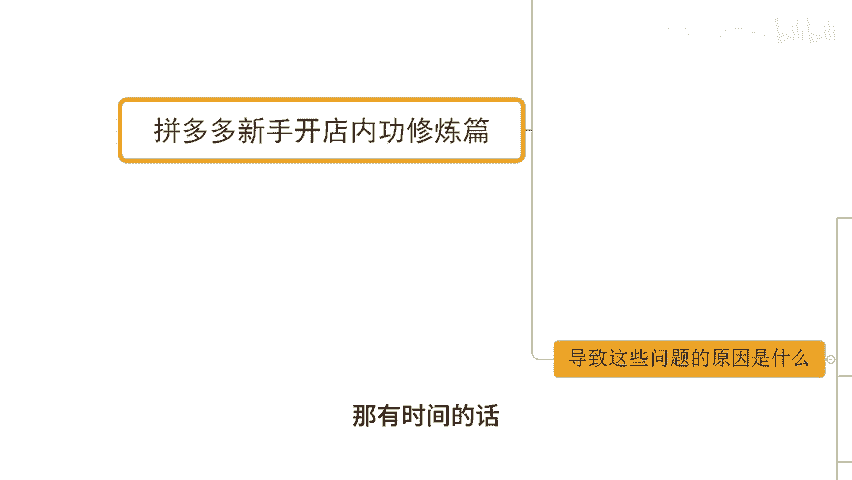 拼多多新手开店内功修炼篇
导致这些问题的原因是什么
那有时间的话